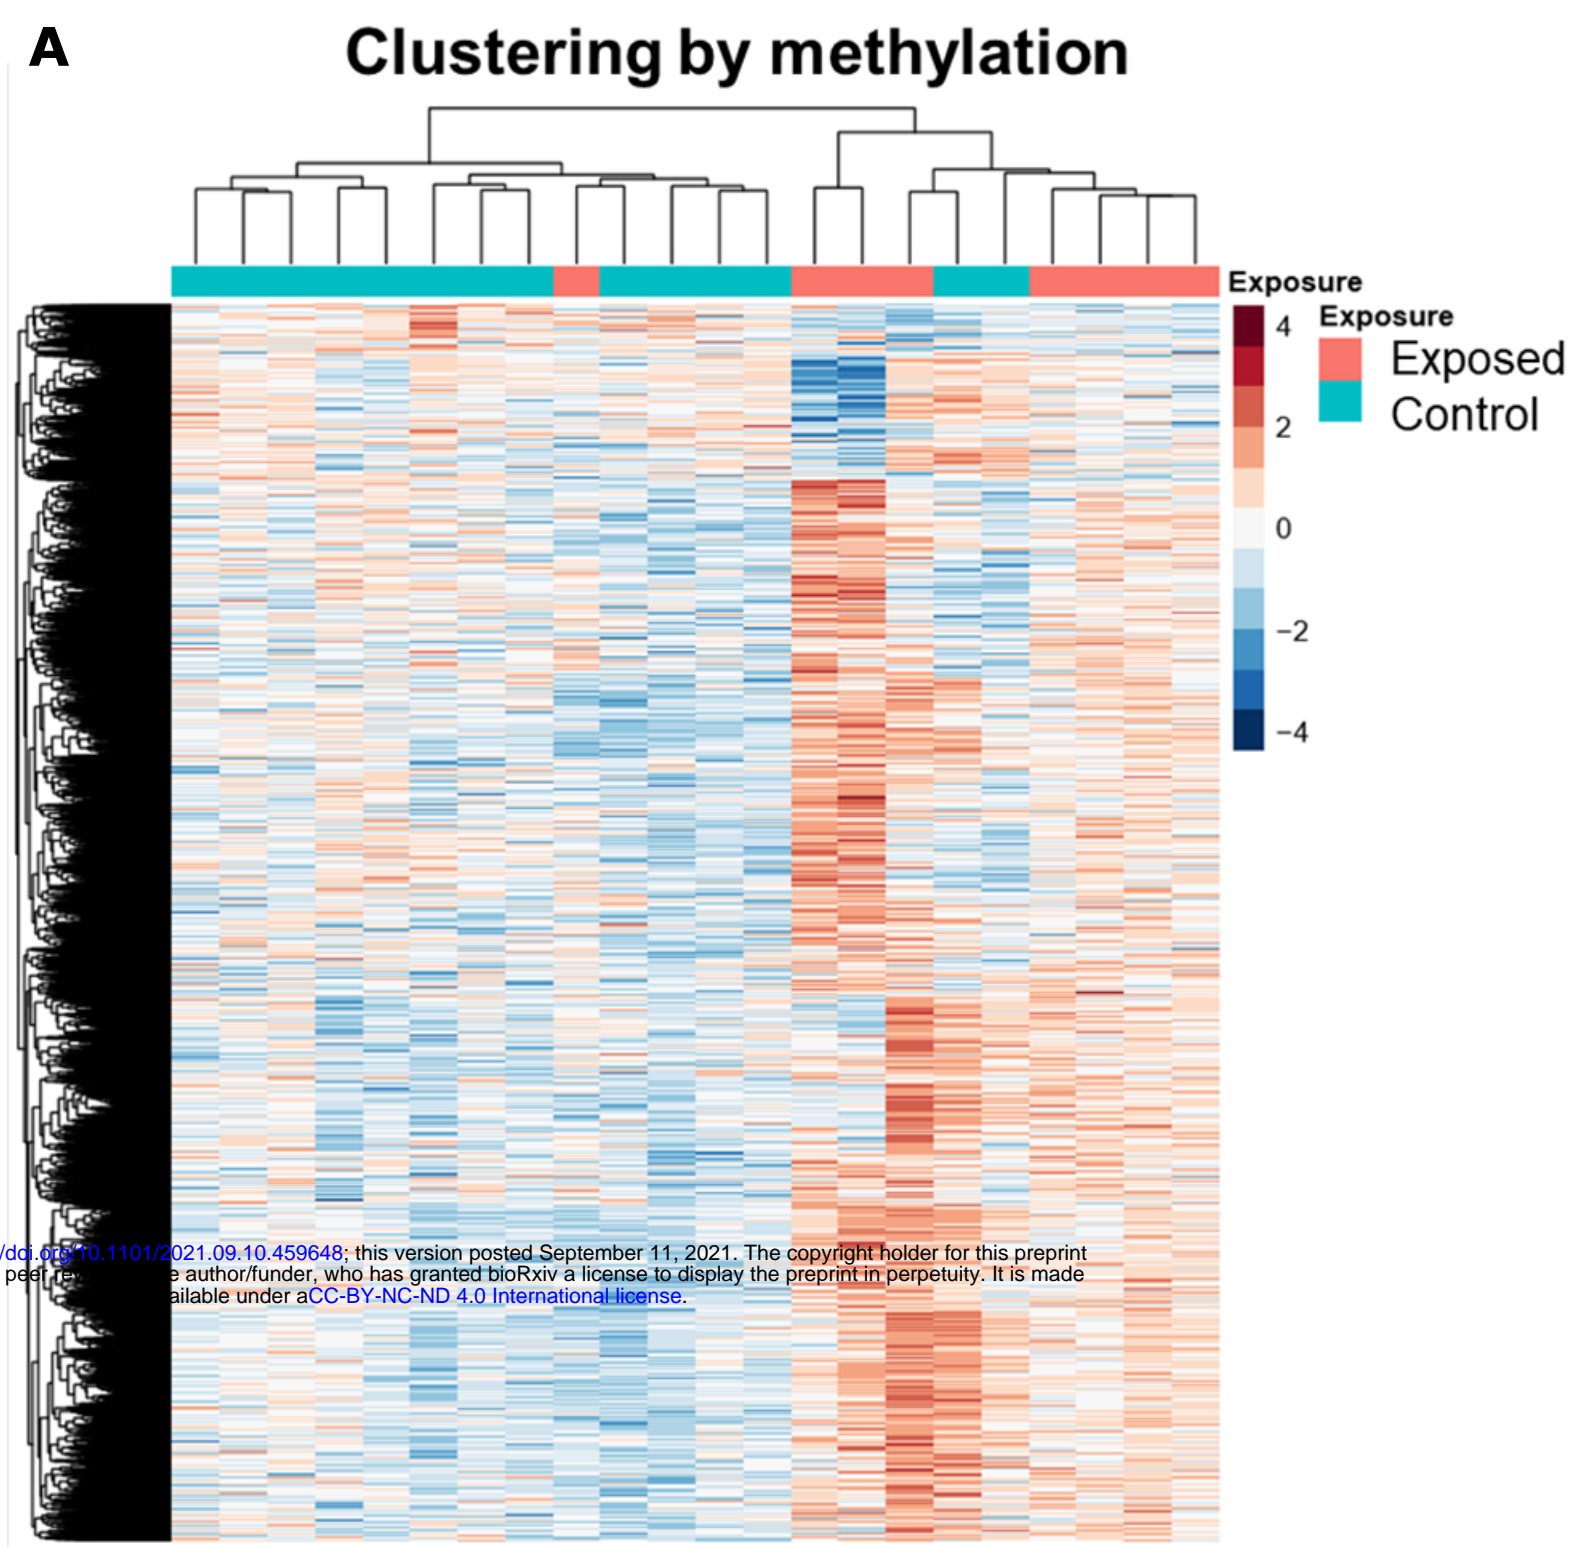 A
Clustering by methylation
Exposure
4
2
0
−2
−4
Exposure
Exposed
Control
/doi.org/10.1101/2021.09.10.459648; this version posted September 11, 2021. The copyright holder for this preprint
peer author/funder, who has granted bioRxiv a license to display the preprint in perpetuity. It is made
ailable under aCC-BY-NC-ND 4.0 International license.